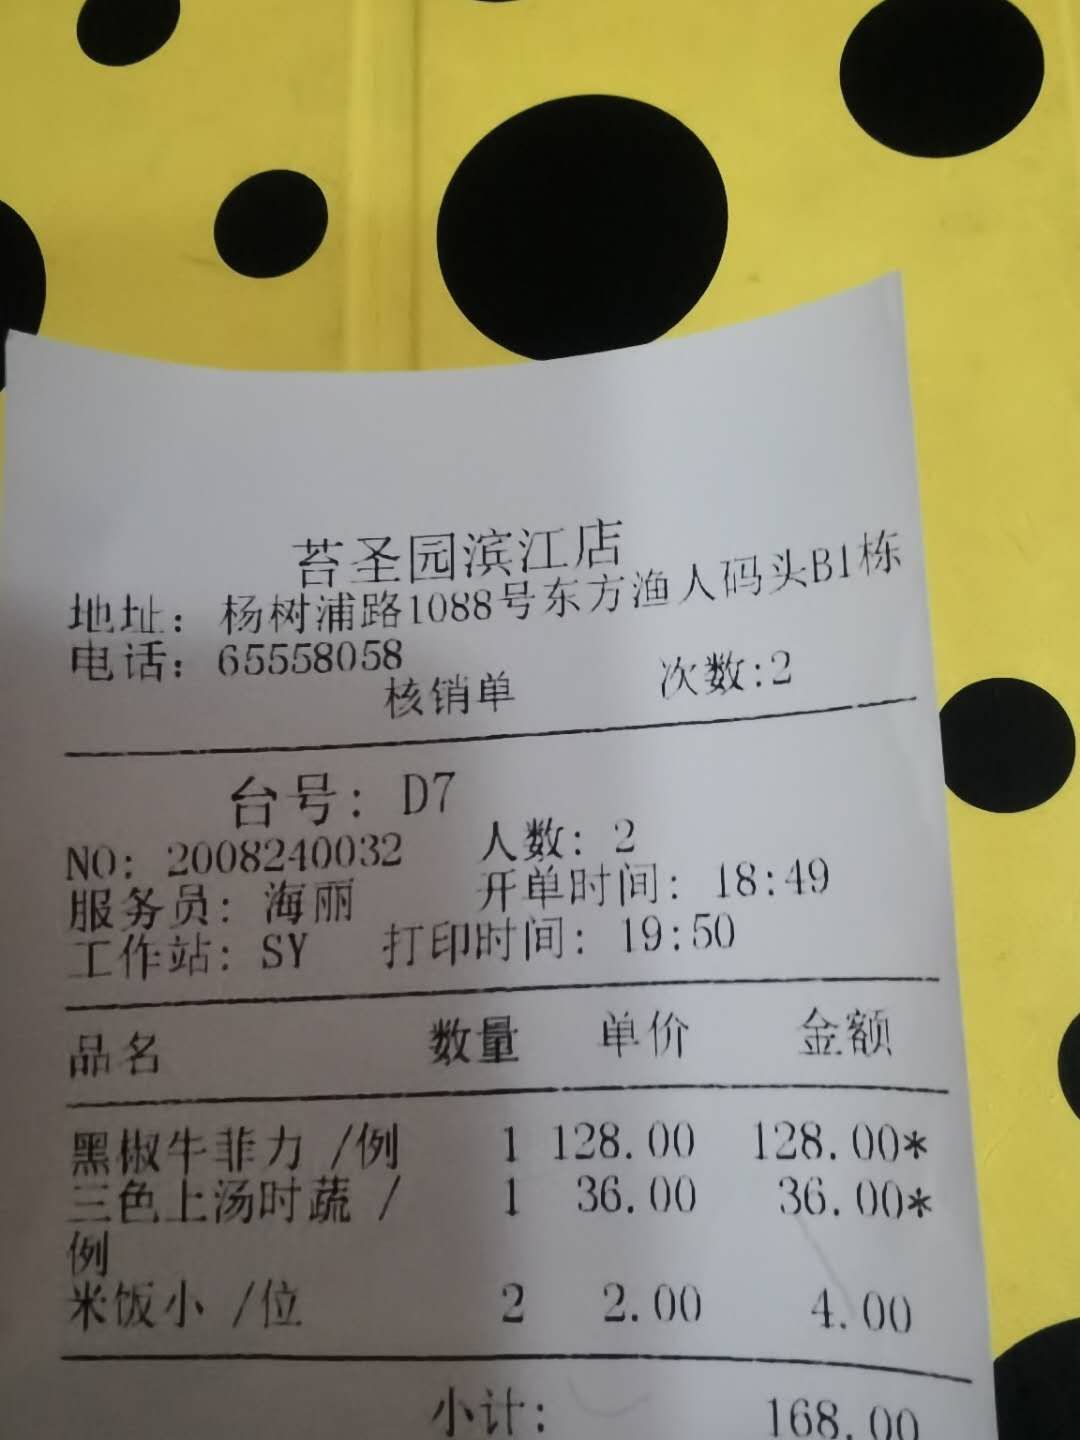 苔圣园滨江店
地址：杨树浦路1088号东方渔人码头B1栋
电话：65558058
核销单 次数:2
台号：D7
NO: 2008240032 人数：2
服务员：海丽 开单时间：18:49
工作站：SY 打印时间：19:50
品名 数量 单价 金额
黑椒牛菲力 /例 1 128.00 128.00*
三色上汤时蔬 / 1 36.00 36.00*
例
米饭小 /位 2 2.00 4.00
小计： 168.00